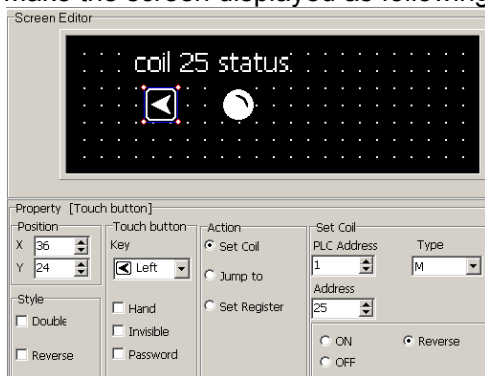 make the screen displayed as following
Screen Editor
coil 25 status:
Property [Touch button]
Position
X 36
Y 24
Style
Double
Reverse
Touch button
Key
Left
Hand
Invisible
Password
Action
Set Coil
Jump to
Set Register
Set Coil
PLC Address Type
1 M
Address
25
ON Reverse
OFF